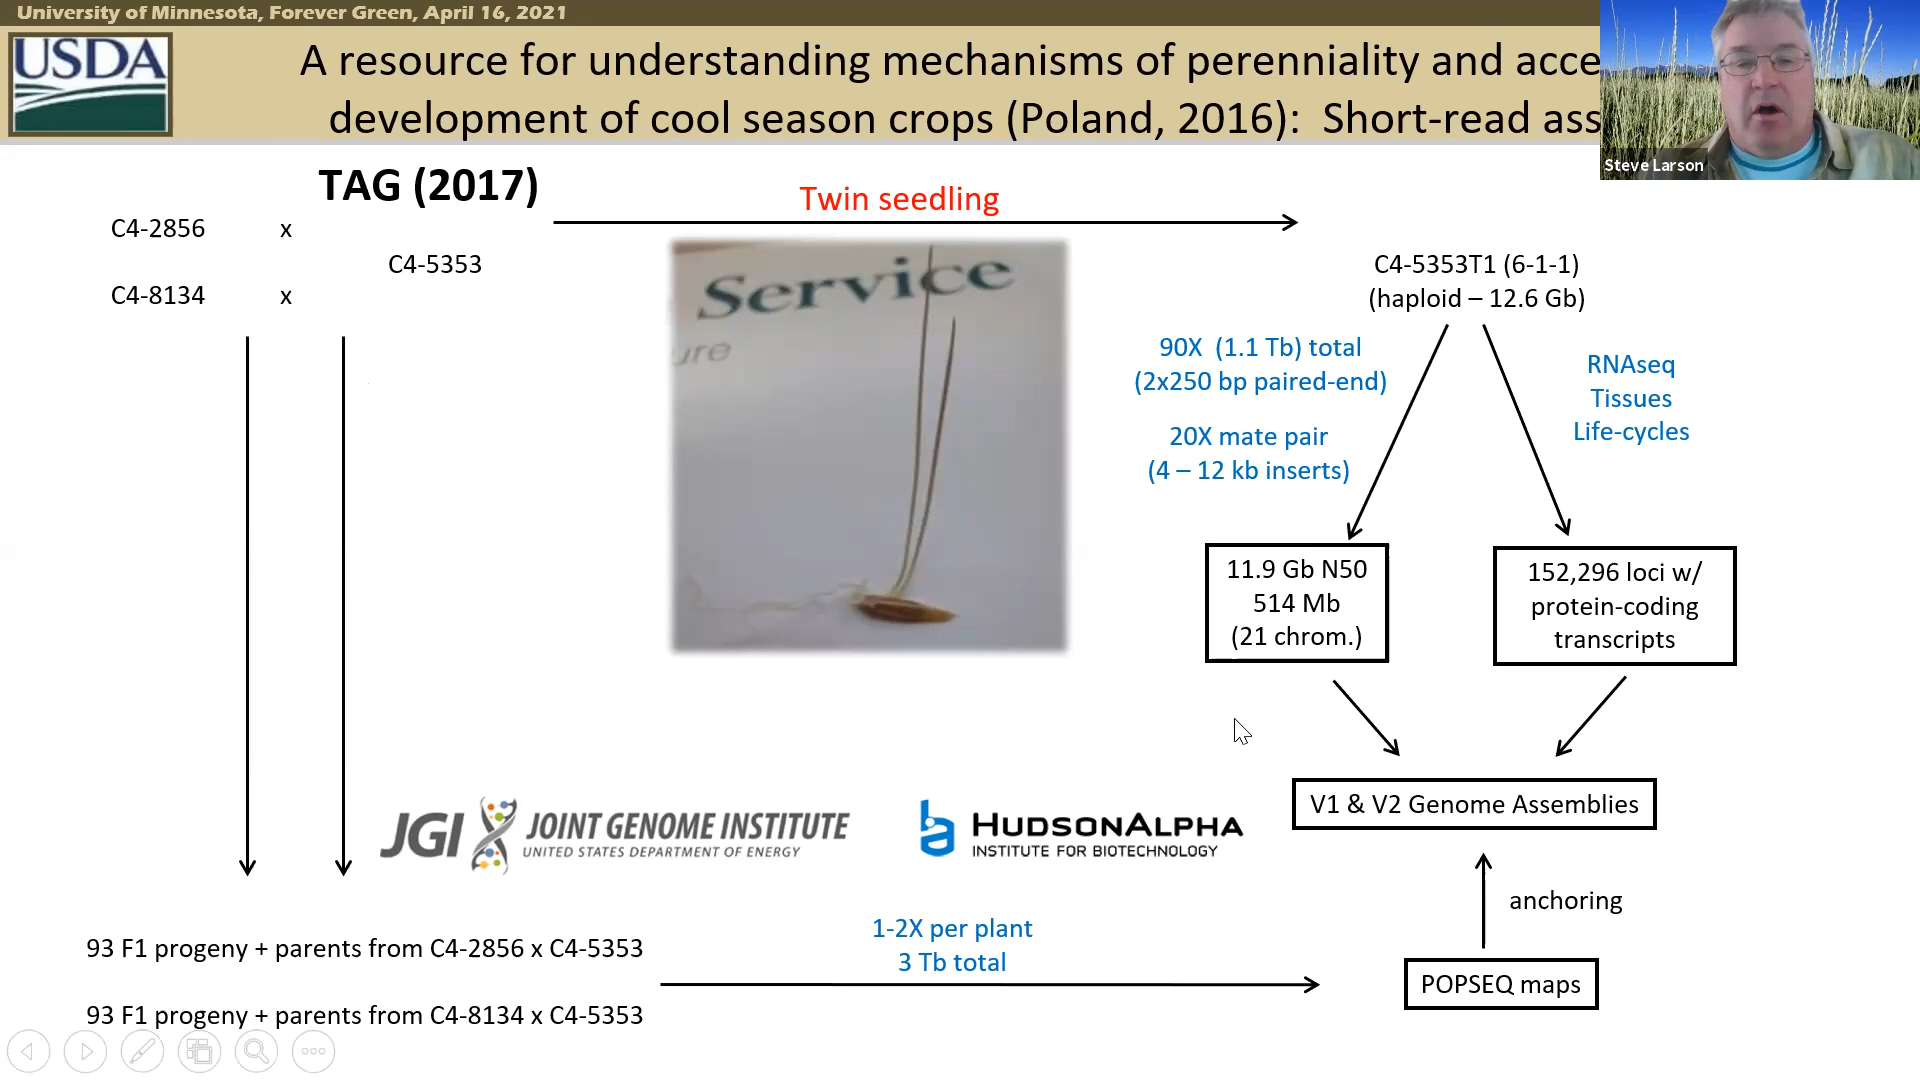 University of Minnesota, Forever Green, April 16, 2021
USDA
A resource for understanding mechanisms of perenniality and acce
development of cool season crops (Poland, 2016): Short-read ass
Steve Larson
TAG (2017)
Twin seedling
C4-2856 x
C4-5353
C4-8134 x
Service
ure
C4-5353T1 (6-1-1)
(haploid – 12.6 Gb)
90X (1.1 Tb) total
(2x250 bp paired-end)
20X mate pair
(4 – 12 kb inserts)
RNAseq
Tissues
Life-cycles
11.9 Gb N50
514 Mb
(21 chrom.)
152,296 loci w/
protein-coding
transcripts
V1 & V2 Genome Assemblies
JGI JOINT GENOME INSTITUTE
UNITED STATES DEPARTMENT OF ENERGY
HUDSONALPHA
INSTITUTE FOR BIOTECHNOLOGY
anchoring
1-2X per plant
3 Tb total
POPSEQ maps
93 F1 progeny + parents from C4-2856 x C4-5353
93 F1 progeny + parents from C4-8134 x C4-5353